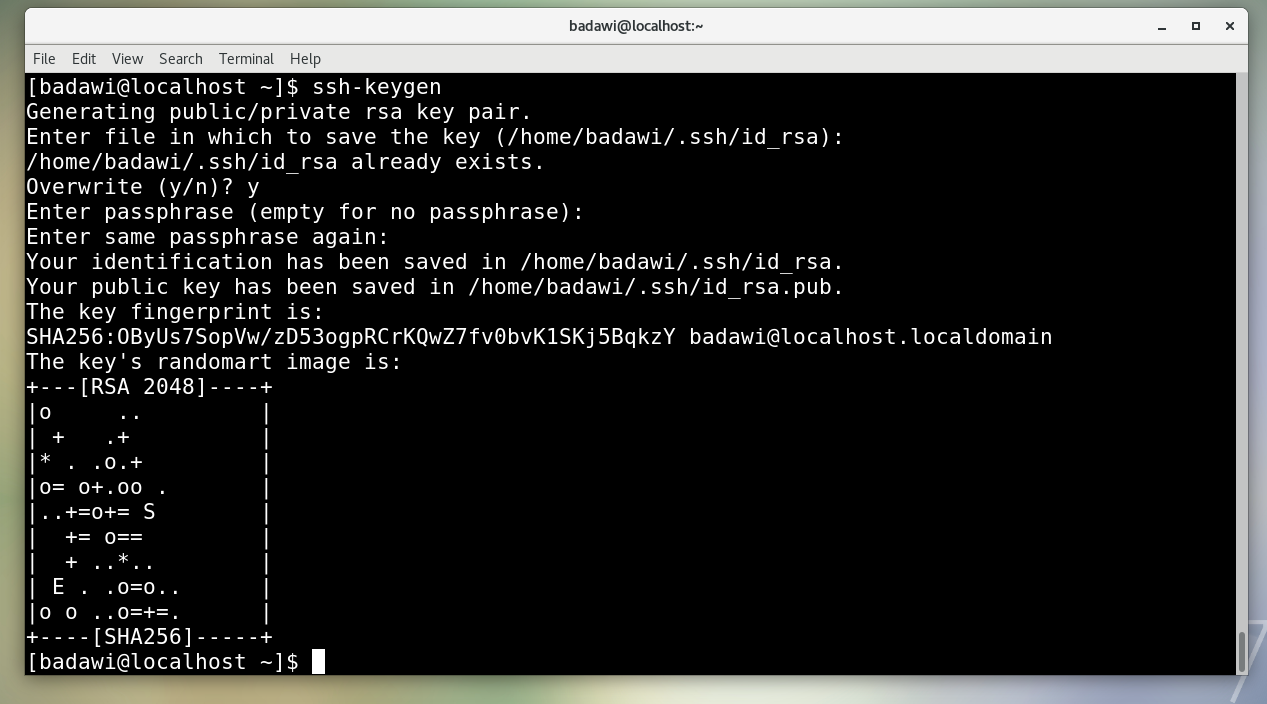 badawi@localhost:~
File Edit View Search Terminal Help
[badawi@localhost ~]$ ssh-keygen
Generating public/private rsa key pair.
Enter file in which to save the key (/home/badawi/.ssh/id_rsa):
/home/badawi/.ssh/id_rsa already exists.
Overwrite (y/n)? y
Enter passphrase (empty for no passphrase):
Enter same passphrase again:
Your identification has been saved in /home/badawi/.ssh/id_rsa.
Your public key has been saved in /home/badawi/.ssh/id_rsa.pub.
The key fingerprint is:
SHA256:OByUs7SopVw/zD53ogpRCrKQwZ7fv0bvK1SKj5BqkzY badawi@localhost.localdomain
The key's randomart image is:
+---[RSA 2048]----+
|o     ..         |
| +   .+          |
|* . .o.+         |
|o= o+.oo .       |
|..+=o+= S        |
|  += o==         |
|  + ..*..        |
| E . .o=o..      |
|o o ..o=+=.      |
+----[SHA256]-----+
[badawi@localhost ~]$
7